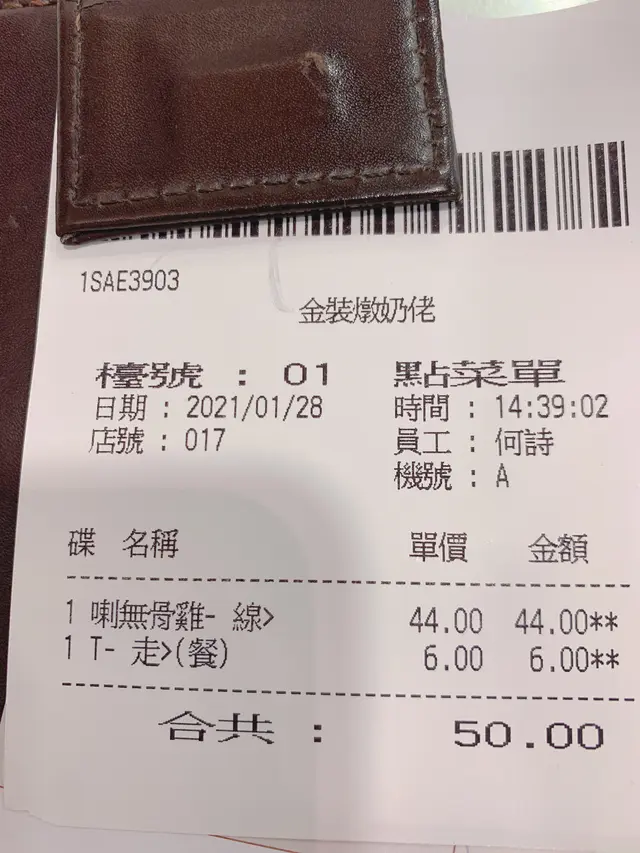 1SAE3903
金裝燉奶佬
檯號 : 01 點菜單
日期 : 2021/01/28 時間 : 14:39:02
店號 : 017 員工 : 何詩
機號 : A
碟 名稱 單價 金額
1 喇無骨雞- 線> 44.00 44.00**
1 T- 走>(餐) 6.00 6.00**
合共 : 50.00